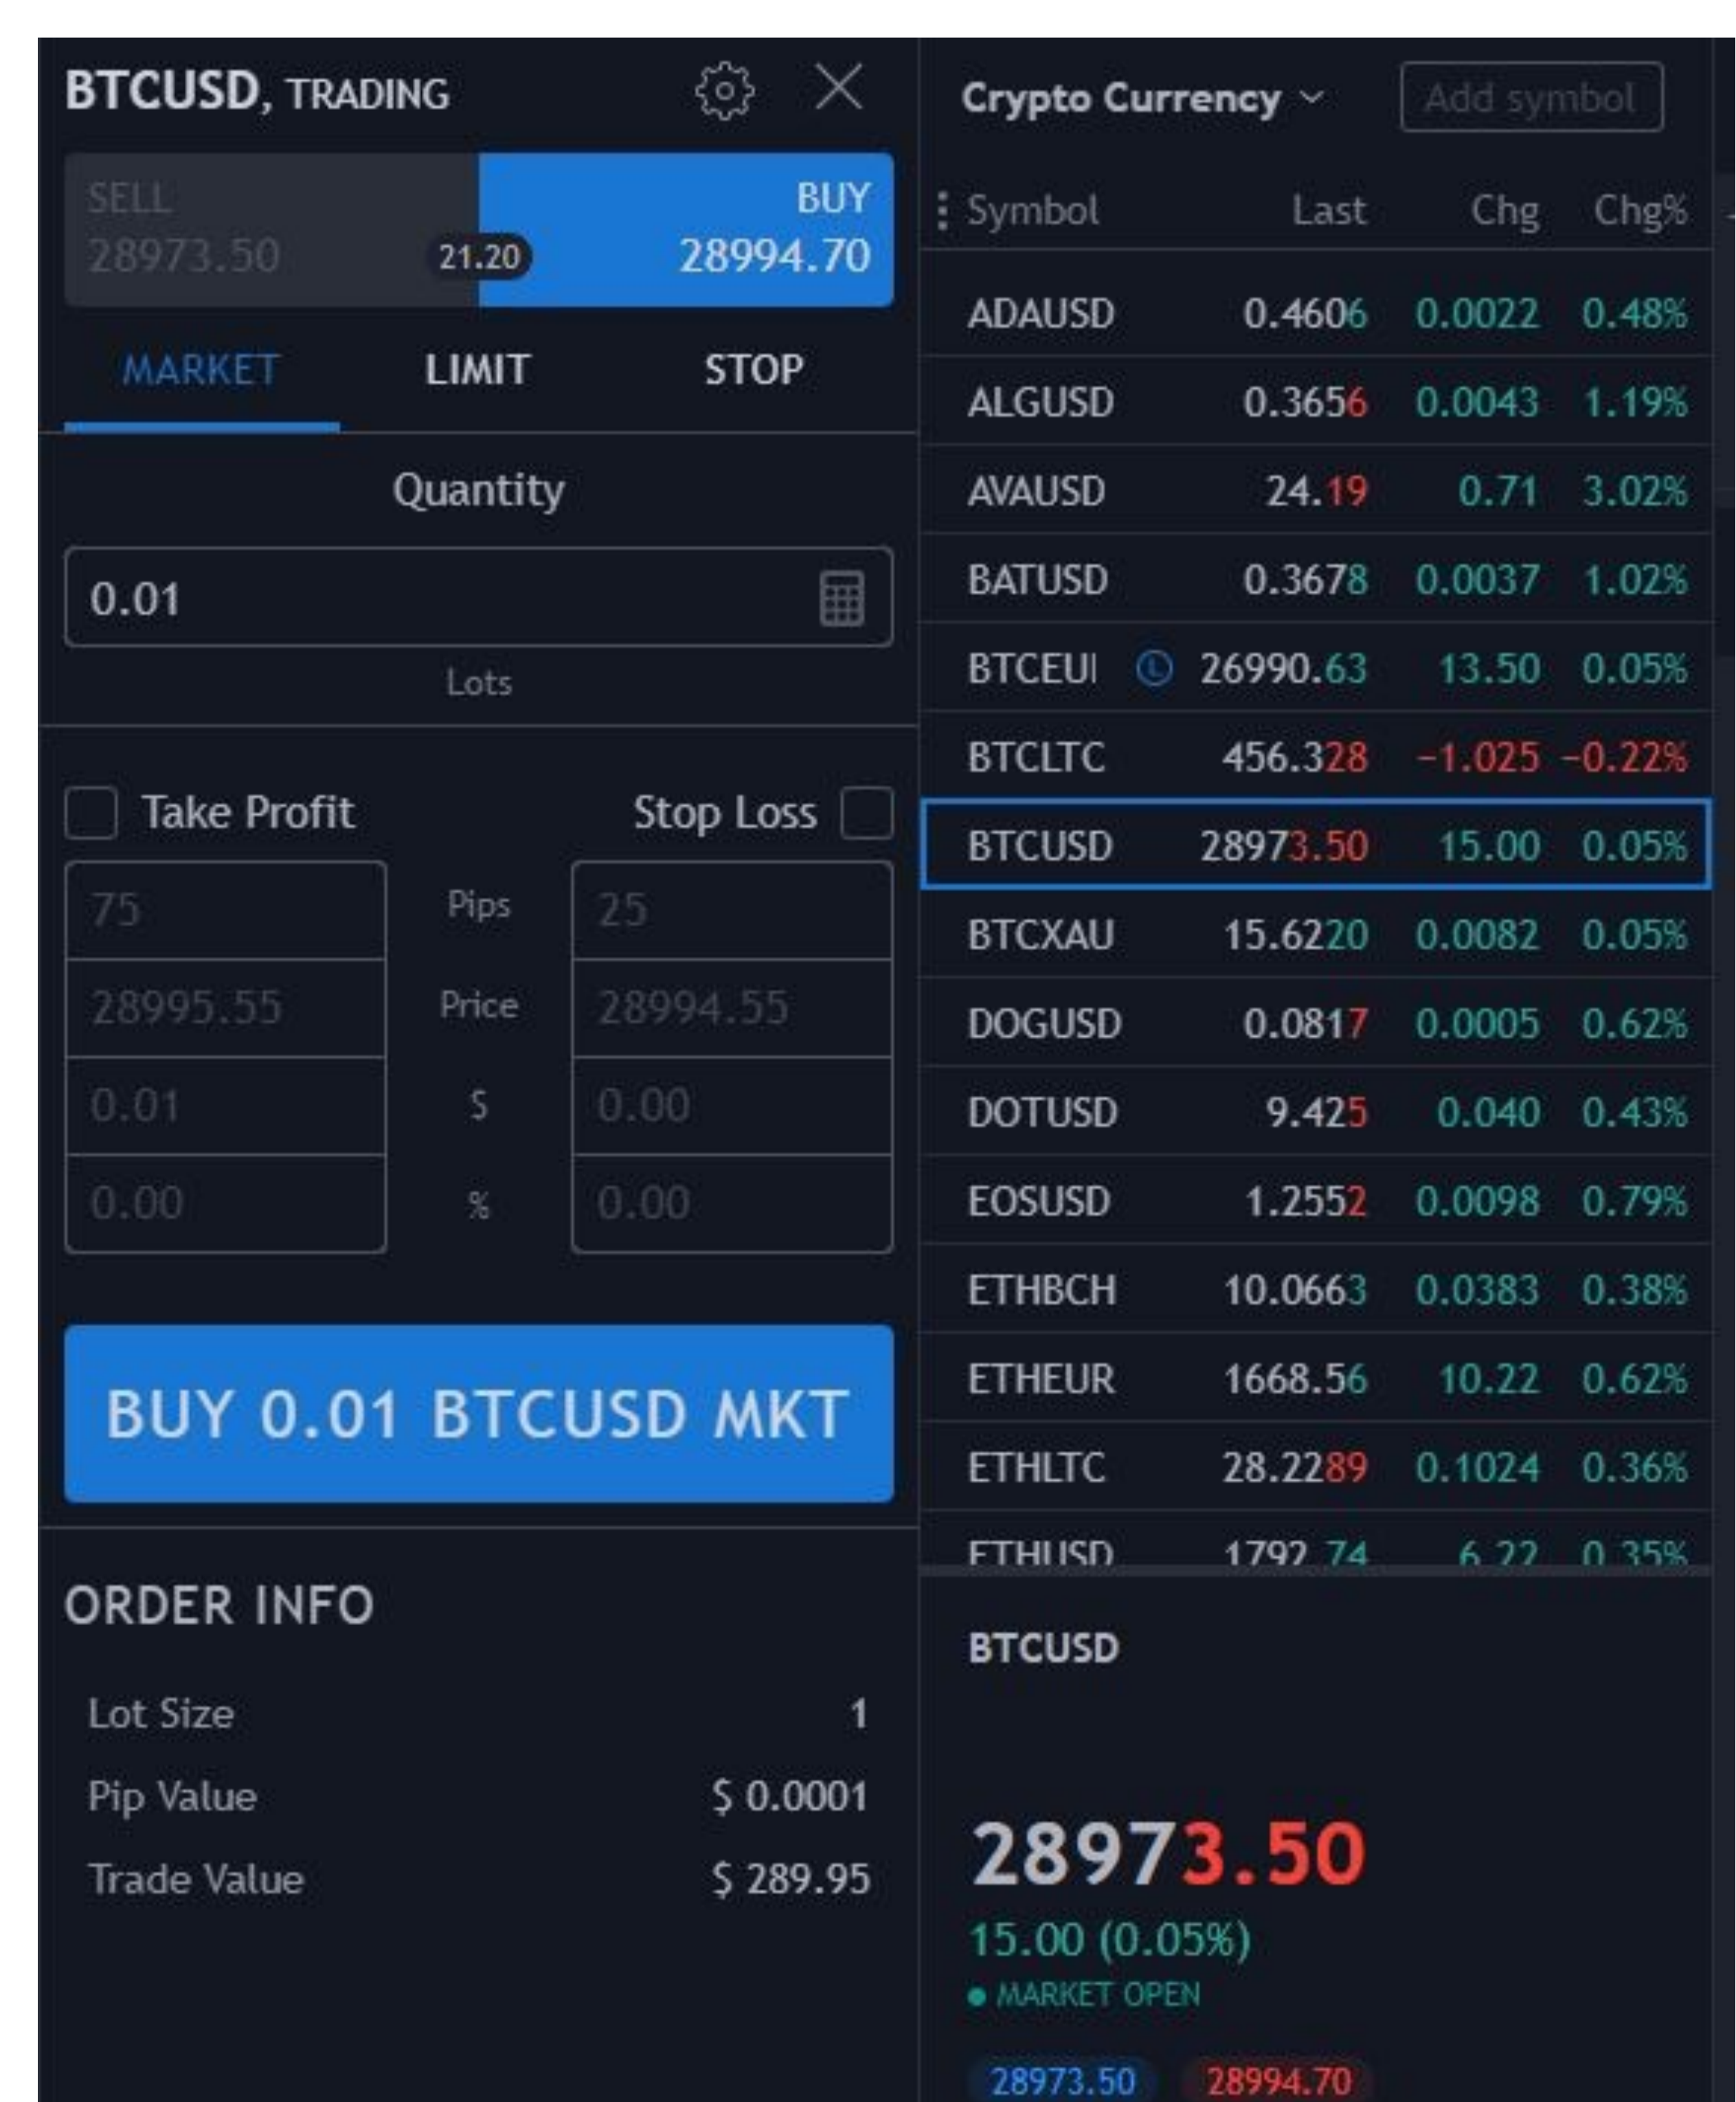 BTCUSD, TRADING
SELL
28973.50
21.20
BUY
28994.70
MARKET LIMIT STOP
Quantity
0.01
Lots
Take Profit Stop Loss
75 Pips 25
28995.55 Price 28994.55
0.01 $ 0.00
0.00 % 0.00
BUY 0.01 BTCUSD MKT
ORDER INFO
Lot Size 1
Pip Value $ 0.0001
Trade Value $ 289.95
Crypto Currency Add symbol
Symbol Last Chg Chg%
ADAUSD 0.4606 0.0022 0.48%
ALGUSD 0.3656 0.0043 1.19%
AVAUSD 24.19 0.71 3.02%
BATUSD 0.3678 0.0037 1.02%
BTCEUI L 26990.63 13.50 0.05%
BTCLTC 456.328 −1.025 −0.22%
BTCUSD 28973.50 15.00 0.05%
BTCXAU 15.6220 0.0082 0.05%
DOGUSD 0.0817 0.0005 0.62%
DOTUSD 9.425 0.040 0.43%
EOSUSD 1.2552 0.0098 0.79%
ETHBCH 10.0663 0.0383 0.38%
ETHEUR 1668.56 10.22 0.62%
ETHLTC 28.2289 0.1024 0.36%
ETHUSD 1792.74 6.22 0.35%
BTCUSD
28973.50
15.00 (0.05%)
MARKET OPEN
28973.50 28994.70